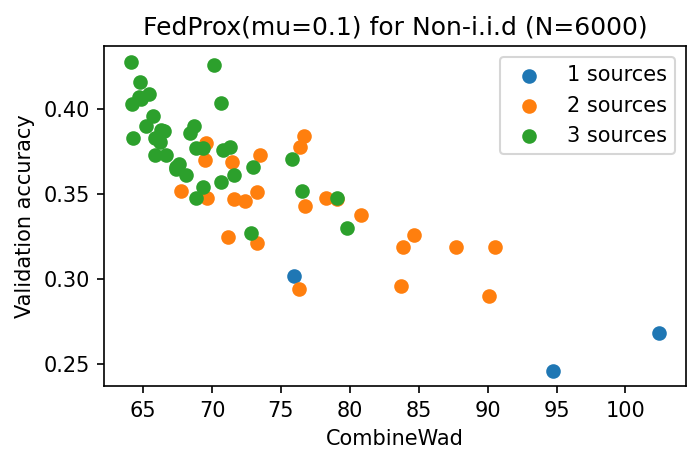 FedProx(mu=0.1) for Non-i.i.d (N=6000)
1 sources
2 sources
3 sources
Validation accuracy
0.40
0.35
0.30
0.25
65 70 75 80 85 90 95 100
CombineWad